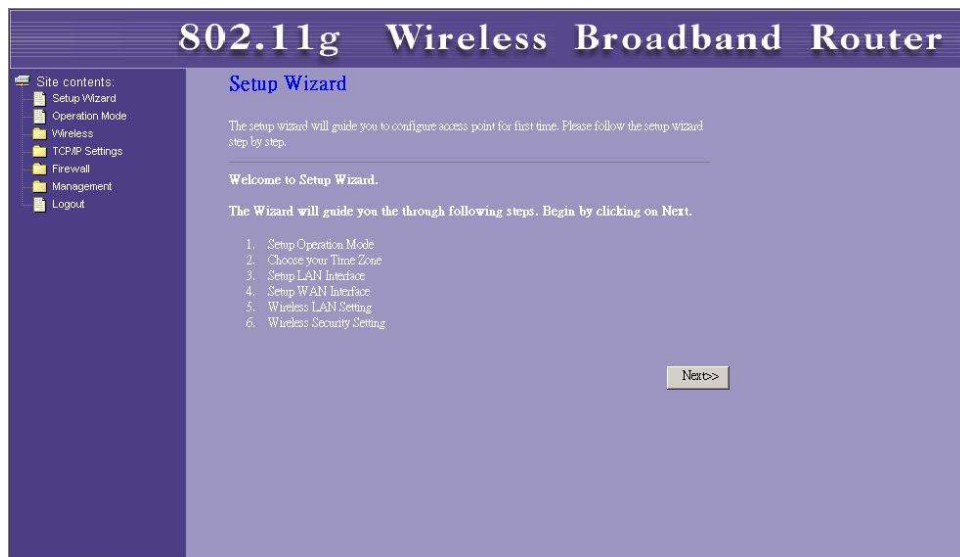 802.11g Wireless Broadband Router
Site contents:
Setup Wizard
Operation Mode
Wireless
TCP/IP Settings
Firewall
Management
Logout
Setup Wizard
The setup wizard will guide you to configure access point for first time. Please follow the setup wizard
step by step.
Welcome to Setup Wizard.
The Wizard will guide you the through following steps. Begin by clicking on Next.
1. Setup Operation Mode
2. Choose your Time Zone
3. Setup LAN Interface
4. Setup WAN Interface
5. Wireless LAN Setting
6. Wireless Security Setting
Next>>